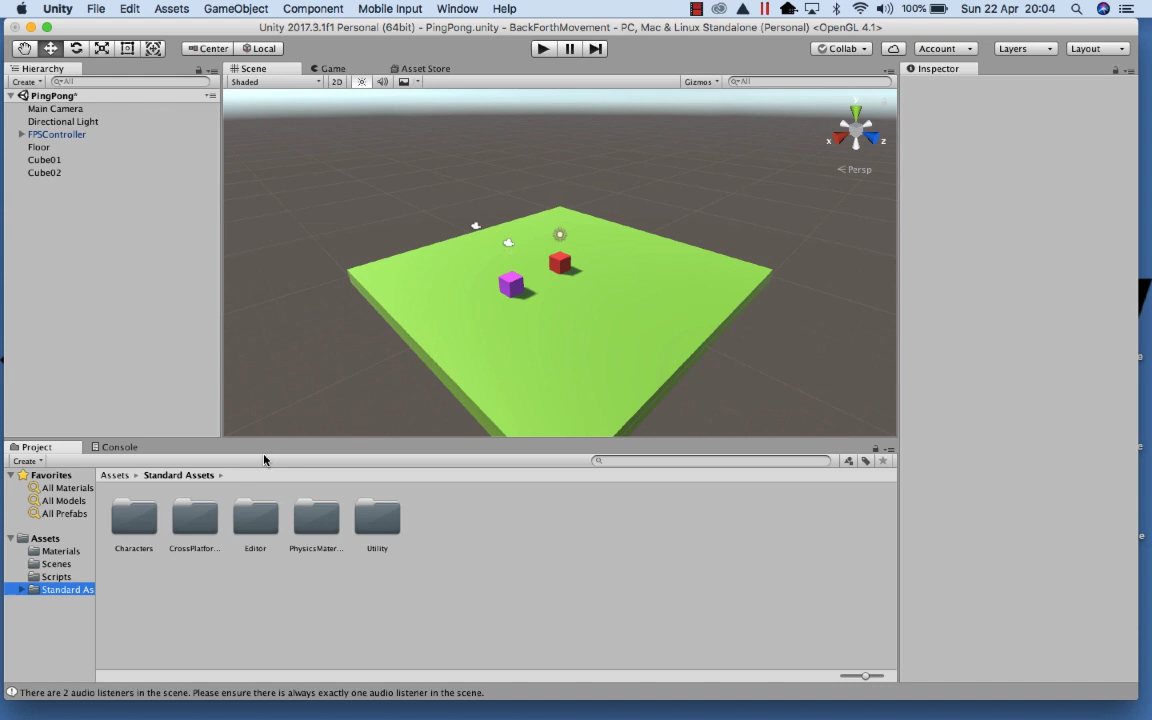 Unity File Edit Assets GameObject Component Mobile Input Window Help 100% Sun 22 Apr 20:04
Unity 2017.3.1f1 Personal (64bit) - PingPong.unity - BackForthMovement - PC, Mac & Linux Standalone (Personal) <OpenGL 4.1>
Center Local Collab Account Layers Layout
Hierarchy Scene Game Asset Store Inspector
Create All Shaded 2D Gizmos All
PingPong*
Main Camera
Directional Light
FPSController
Floor
Cube01
Cube02
x z
Persp
Project Console
Create
Favorites Assets Standard Assets
All Materials
All Models
All Prefabs
Assets
Materials
Scenes
Scripts
Standard As
Characters CrossPlatfor... Editor PhysicsMater... Utility
There are 2 audio listeners in the scene. Please ensure there is always exactly one audio listener in the scene.